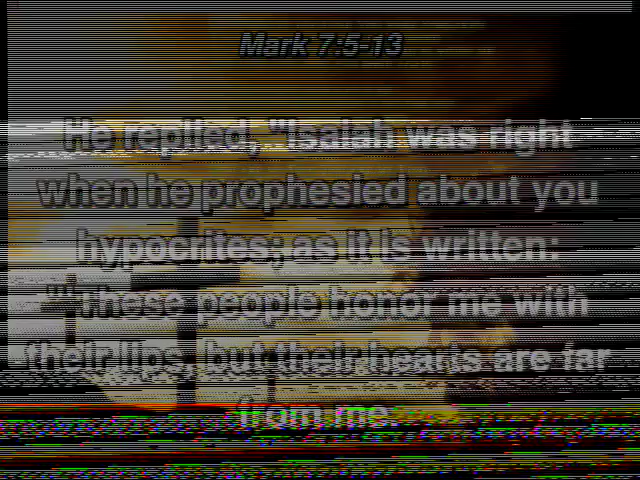 Mark 7:5-13
He replied, "Isaiah was right
when he prophesied about you
hypocrites; as it is written:
"'These people honor me with
their lips, but their hearts are far
from me.